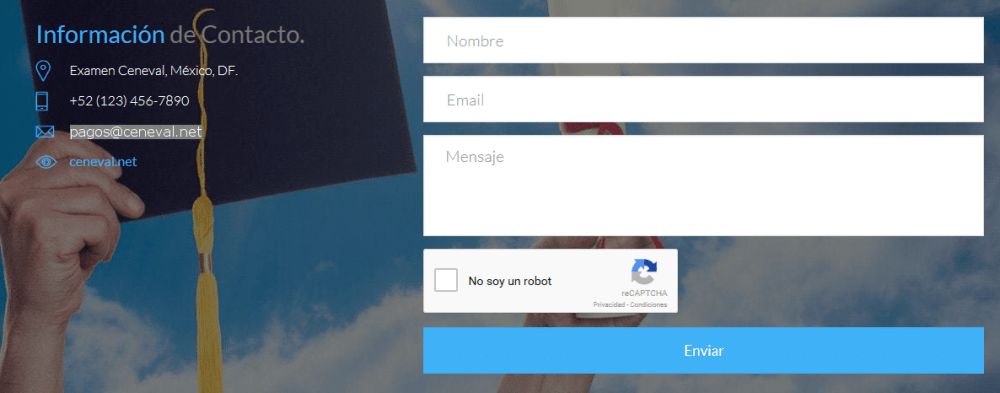 Información de Contacto.
Examen Ceneval, México, DF.
+52 (123) 456-7890
pagos@ceneval.net
ceneval.net
Nombre
Email
Mensaje
No soy un robot
reCAPTCHA
Privacidad - Condiciones
Enviar